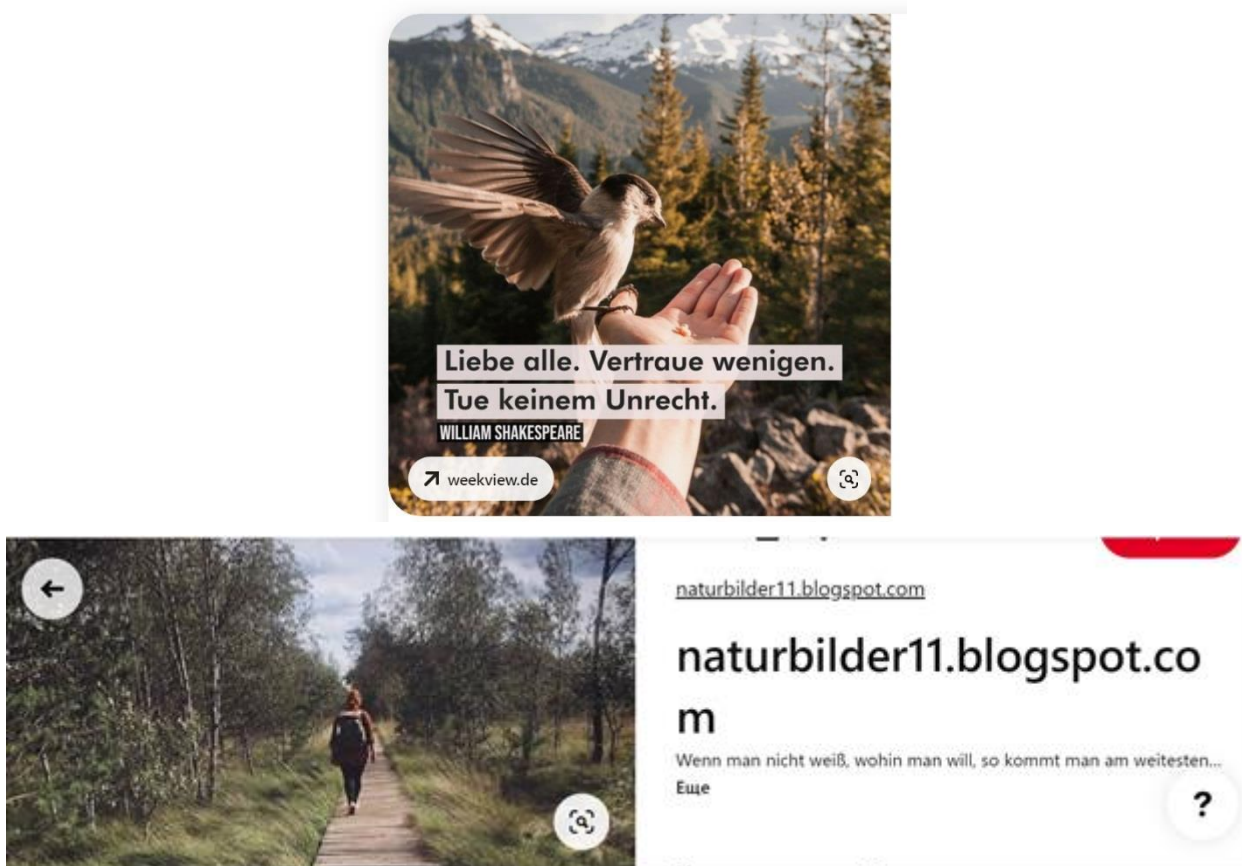 Liebe alle. Vertraue wenigen.
Tue keinem Unrecht.
WILLIAM SHAKESPEARE
weekview.de
naturbilder11.blogspot.com
naturbilder11.blogspot.co
m
Wenn man nicht weiß, wohin man will, so kommt man am weitesten...
Еще
?